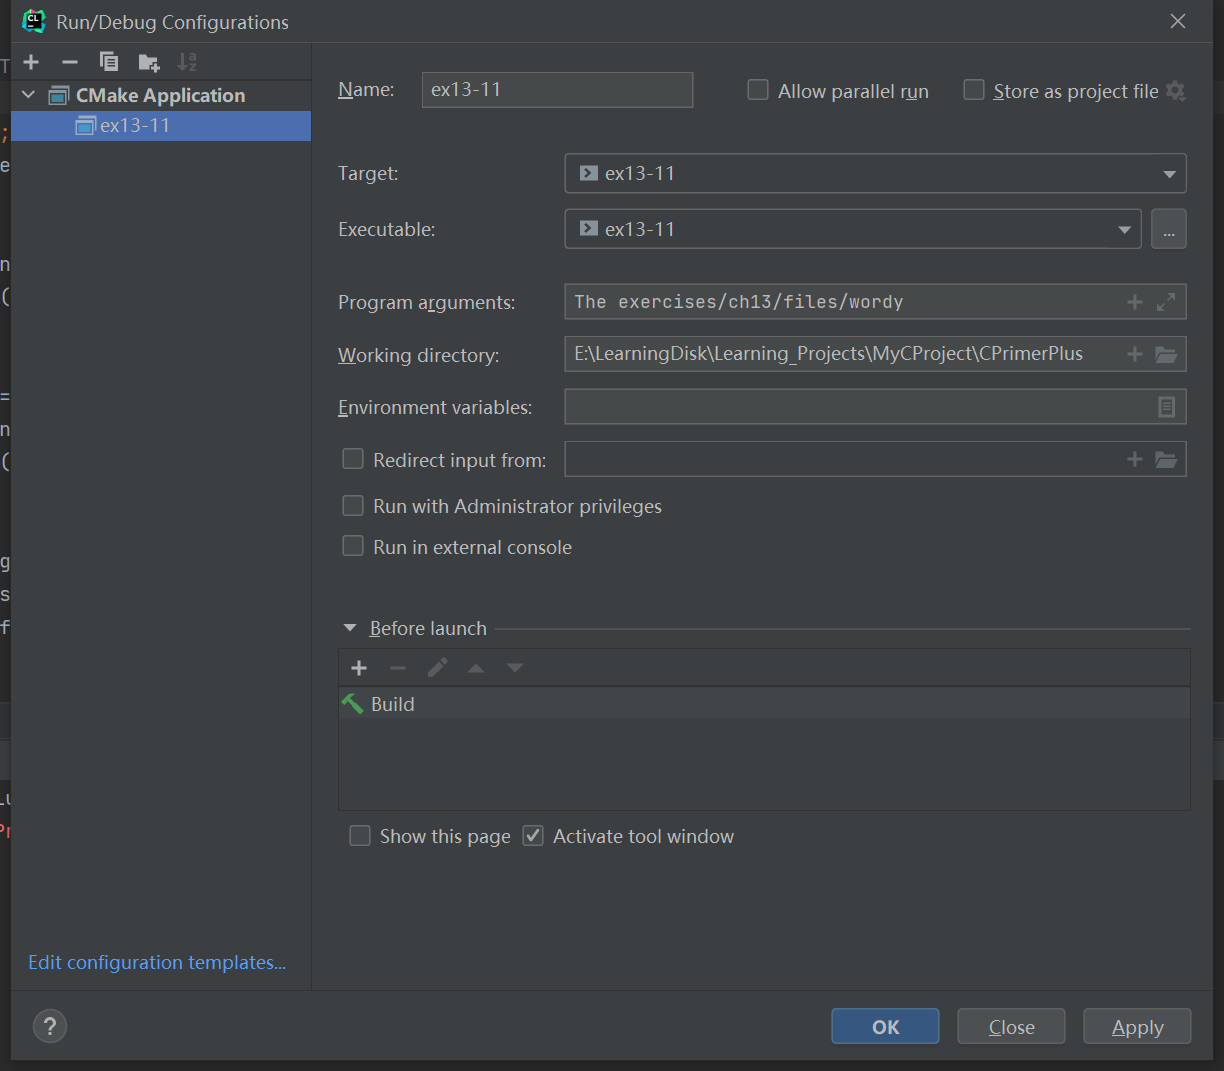 CL
Run/Debug Configurations
Name:
ex13-11
Allow parallel run
Store as project file
CMake Application
ex13-11
Target:
ex13-11
Executable:
ex13-11
...
Program arguments:
The exercises/ch13/files/wordy
Working directory:
E:\LearningDisk\Learning_Projects\MyCProject\CPrimerPlus
Environment variables:
Redirect input from:
Run with Administrator privileges
Run in external console
Before launch
Build
Show this page
Activate tool window
Edit configuration templates...
?
OK
Close
Apply